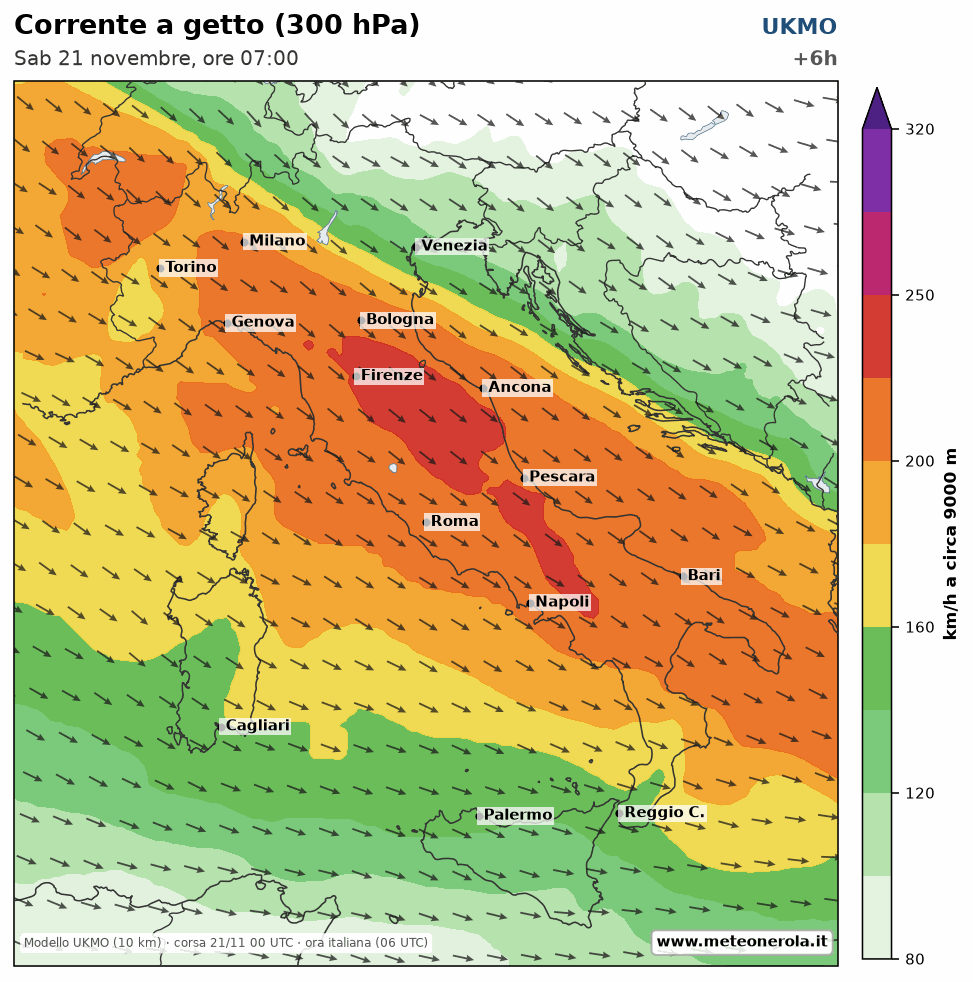 Corrente a getto (300 hPa)
UKMO
Sab 21 novembre, ore 07:00
+6h
Milano
Venezia
Torino
Genova
Bologna
Firenze
Ancona
Pescara
Roma
Bari
Napoli
Cagliari
Palermo
Reggio C.
320
250
200
160
120
80
km/h a circa 9000 m
Modello UKMO (10 km) · corsa 21/11 00 UTC · ora italiana (06 UTC)
www.meteonerola.it